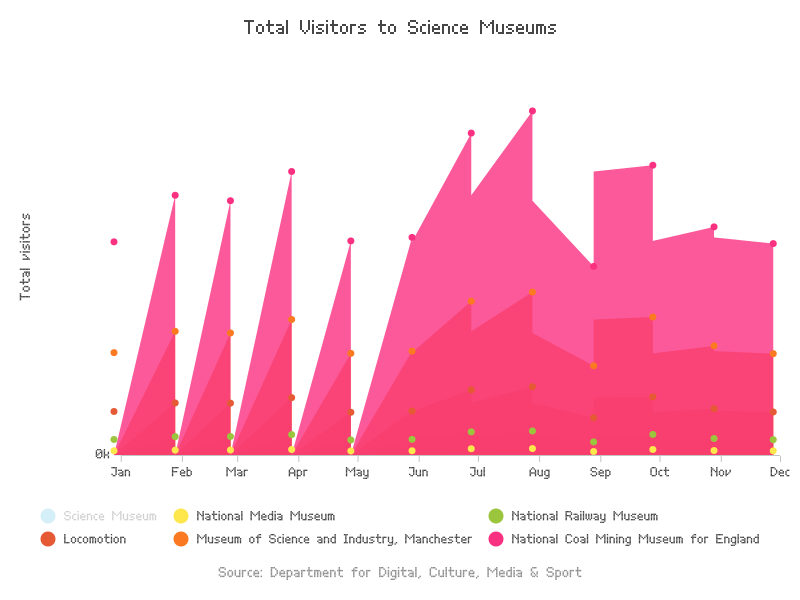 Total Visitors to Science Museums
Total visitors
0k
Jan Feb Mar Apr May Jun Jul Aug Sep Oct Nov Dec
Science Museum National Media Museum National Railway Museum
Locomotion Museum of Science and Industry, Manchester National Coal Mining Museum for England
Source: Department for Digital, Culture, Media & Sport